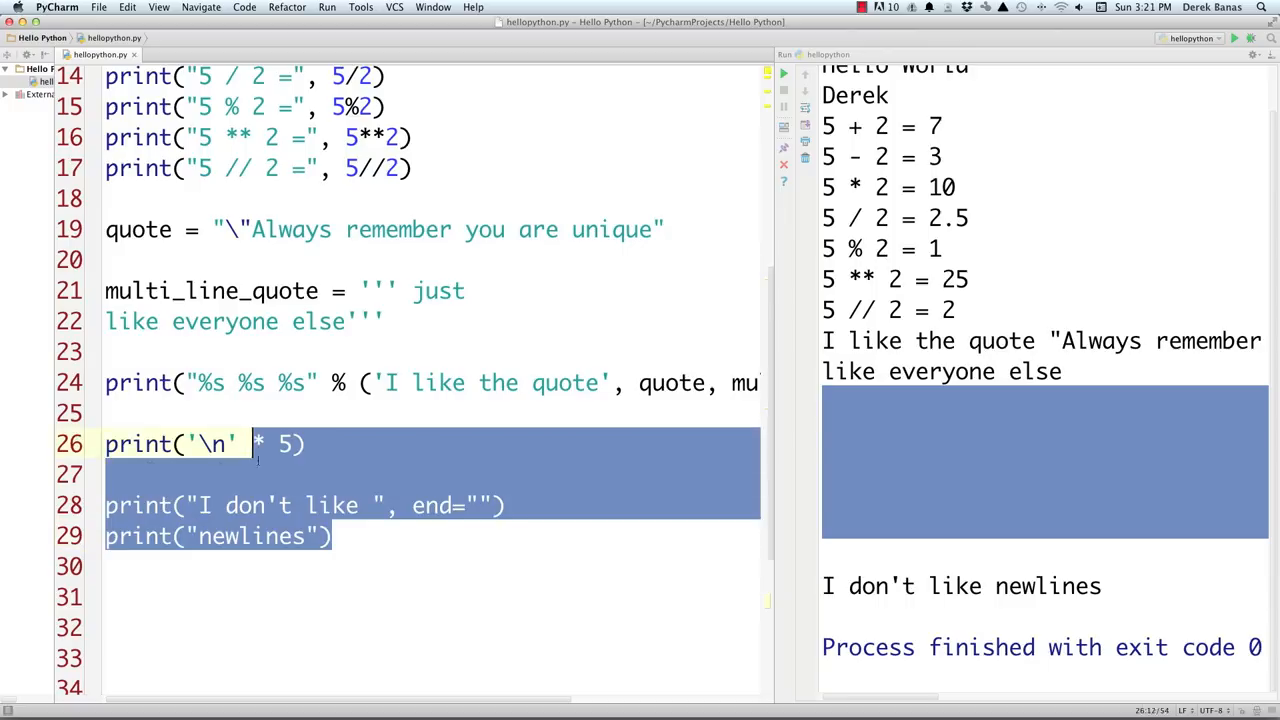 PyCharm File Edit View Navigate Code Refactor Run Tools VCS Window Help 10 Sun 3:21 PM Derek Banas
hellopython.py - Hello Python - [~/PycharmProjects/Hello Python]
Hello Python hellopython.py hellopython
hellopython.py
Run hellopython
Hello Py
hell
Externa
14 print("5 / 2 =", 5/2)
15 print("5 % 2 =", 5%2)
16 print("5 ** 2 =", 5**2)
17 print("5 // 2 =", 5//2)
18
19 quote = "\"Always remember you are unique"
20
21 multi_line_quote = ''' just
22 like everyone else'''
23
24 print("%s %s %s" % ('I like the quote', quote, mul
25
26 print('\n' * 5)
27
28 print("I don't like ", end="")
29 print("newlines")
30
31
32
33
34
Hello World
Derek
5 + 2 = 7
5 - 2 = 3
5 * 2 = 10
5 / 2 = 2.5
5 % 2 = 1
5 ** 2 = 25
5 // 2 = 2
I like the quote "Always remember
like everyone else
I don't like newlines
Process finished with exit code 0
26:12/54 LF UTF-8